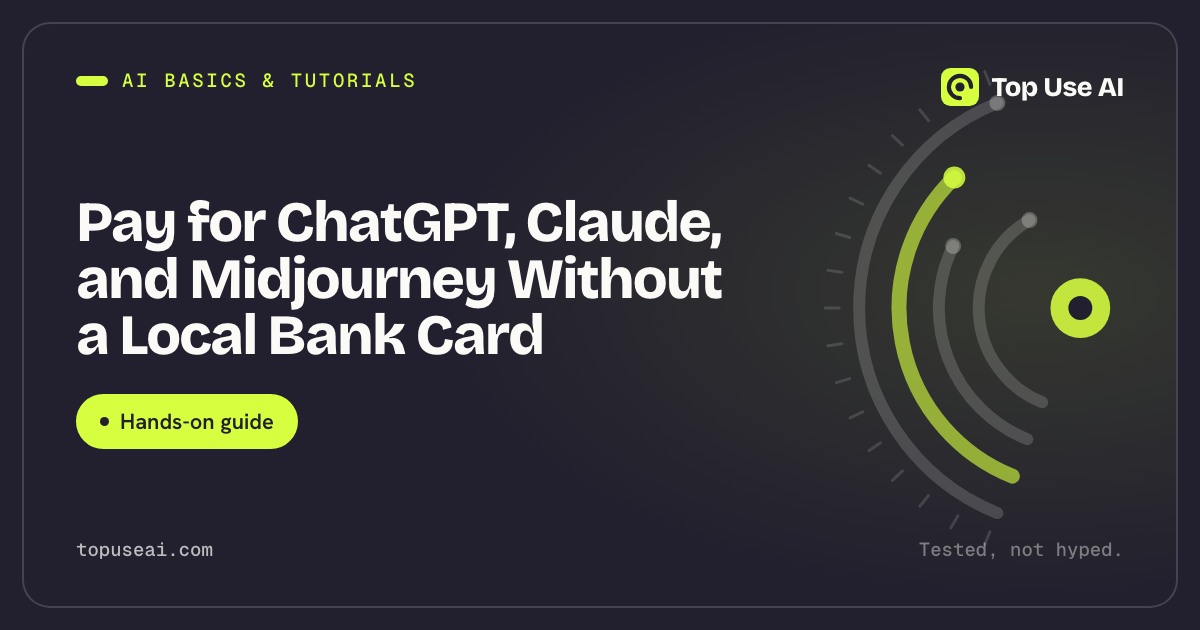 AI BASICS & TUTORIALS
Top Use AI
Pay for ChatGPT, Claude,
and Midjourney Without
a Local Bank Card
Hands-on guide
topuseai.com
Tested, not hyped.